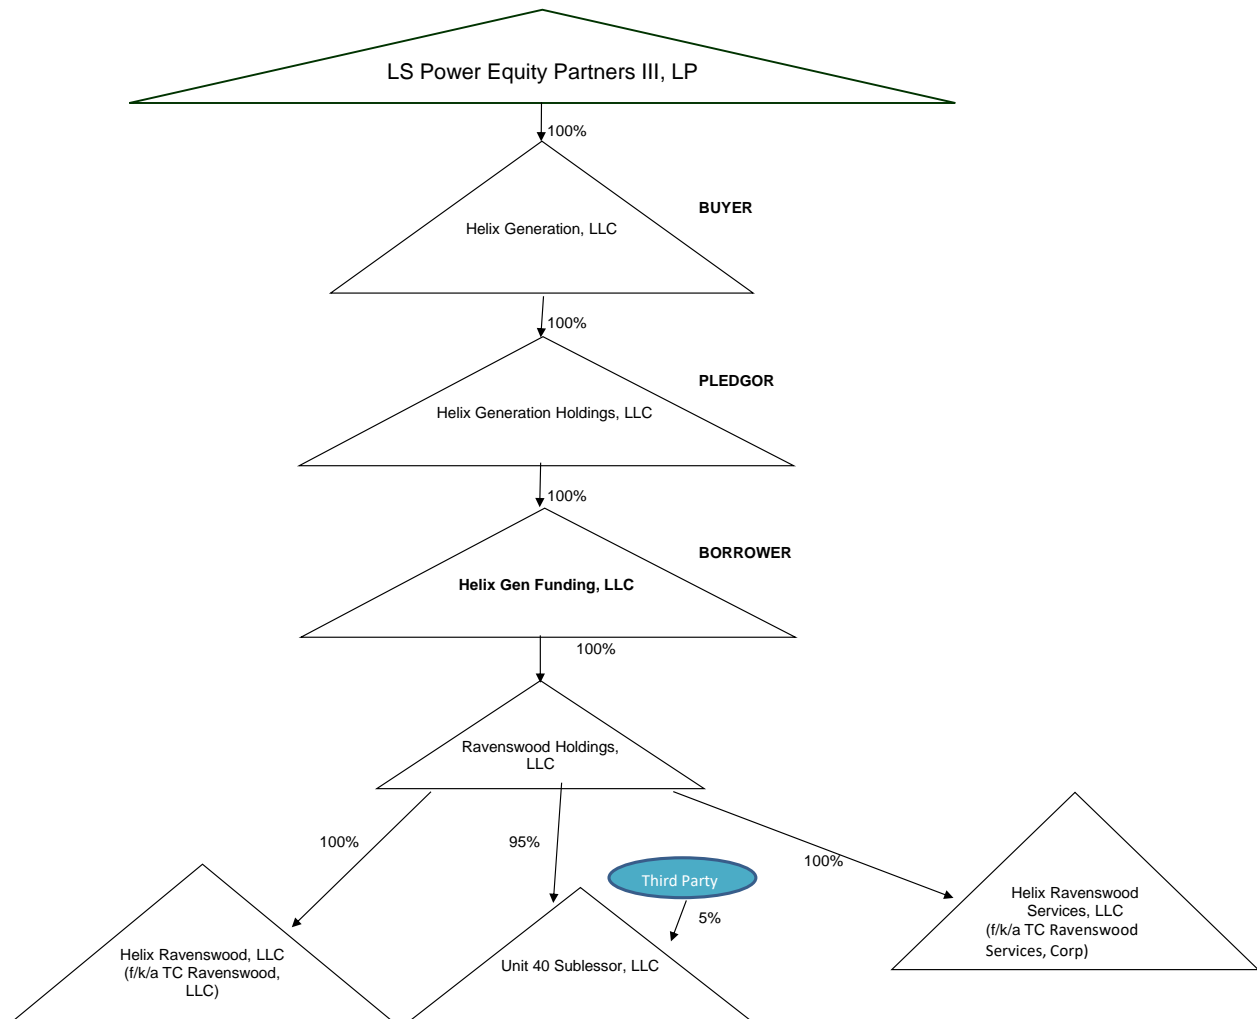 LS Power Equity Partners III, LP
100%
Helix Generation, LLC
BUYER
100%
Helix Generation Holdings, LLC
PLEDGOR
100%
Helix Gen Funding, LLC
BORROWER
100%
Ravenswood Holdings,
LLC
100%
95%
Third Party
5%
100%
Helix Ravenswood, LLC
(f/k/a TC Ravenswood,
LLC)
Unit 40 Sublessor, LLC
Helix Ravenswood
Services, LLC
(f/k/a TC Ravenswood
Services, Corp)